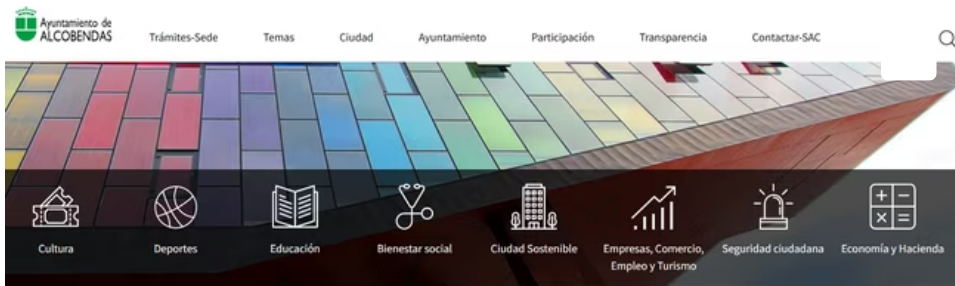 Ayuntamiento de
ALCOBENDAS
Trámites-Sede Temas Ciudad Ayuntamiento Participación Transparencia Contactar-SAC
Cultura Deportes Educación Bienestar social Ciudad Sostenible Empresas, Comercio, Seguridad ciudadana Economía y Hacienda
Empleo y Turismo